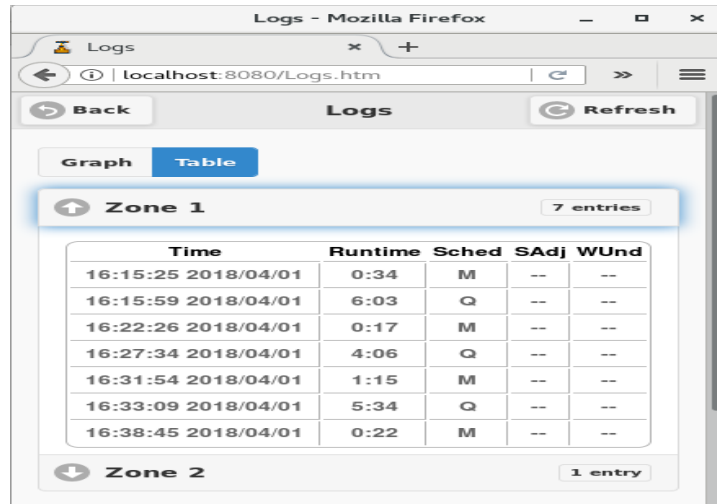 Logs - Mozilla Firefox
Logs
localhost:8080/Logs.htm
Back Logs Refresh
Graph Table
Zone 1 7 entries
Time Runtime Sched SAdj WUnd
16:15:25 2018/04/01 0:34 M -- --
16:15:59 2018/04/01 6:03 Q -- --
16:22:26 2018/04/01 0:17 M -- --
16:27:34 2018/04/01 4:06 Q -- --
16:31:54 2018/04/01 1:15 M -- --
16:33:09 2018/04/01 5:34 Q -- --
16:38:45 2018/04/01 0:22 M -- --
Zone 2 1 entry